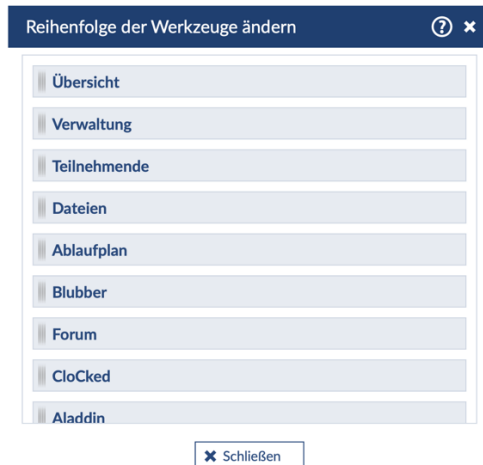 Reihenfolge der Werkzeuge ändern
Übersicht
Verwaltung
Teilnehmende
Dateien
Ablaufplan
Blubber
Forum
CloCked
Aladdin
Schließen